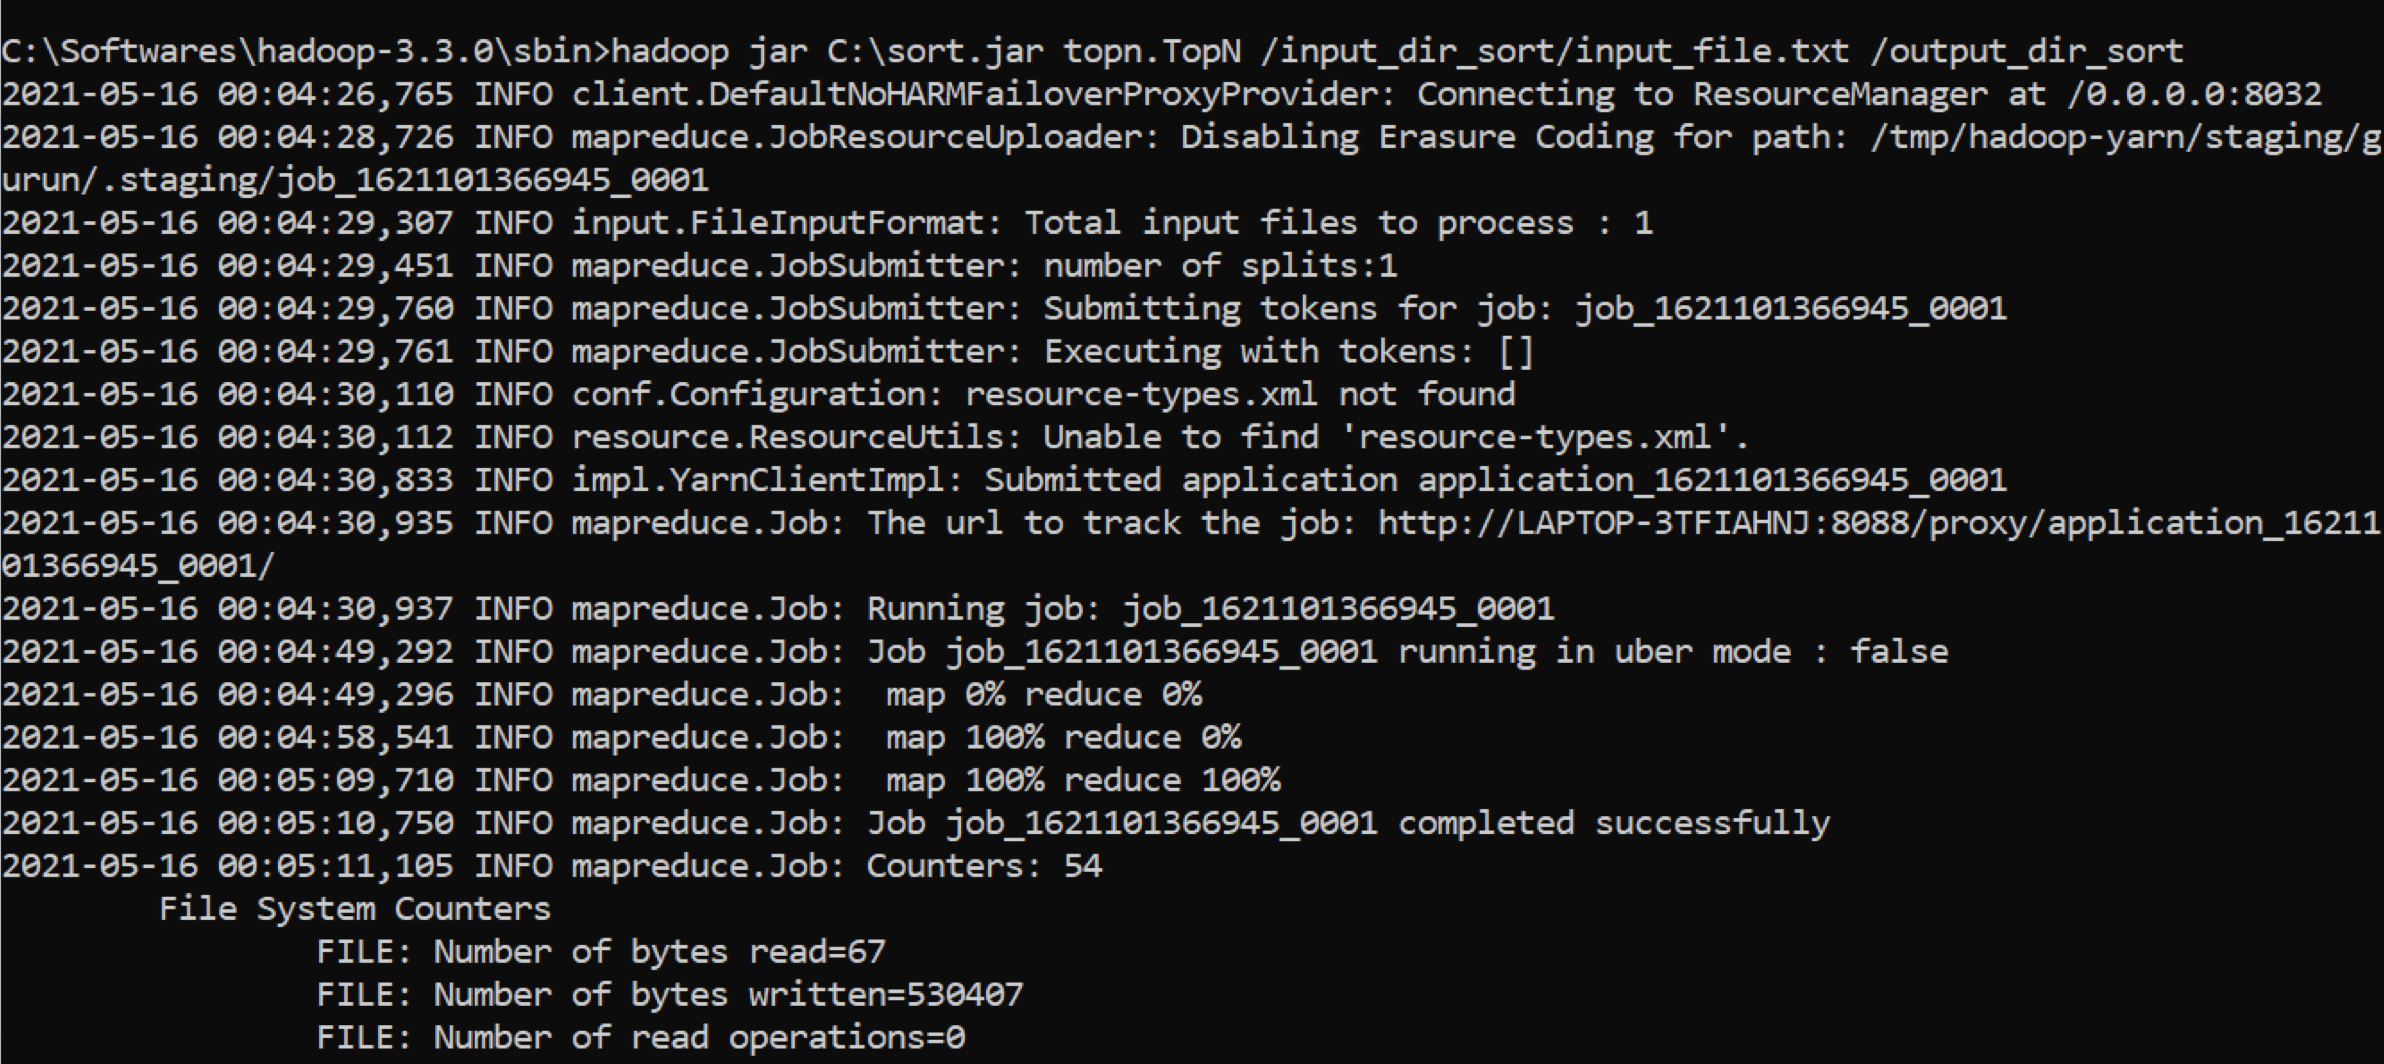 C:\Softwares\hadoop-3.3.0\sbin>hadoop jar C:\sort.jar topn.TopN /input_dir_sort/input_file.txt /output_dir_sort
2021-05-16 00:04:26,765 INFO client.DefaultNoHARMFailoverProxyProvider: Connecting to ResourceManager at /0.0.0.0:8032
2021-05-16 00:04:28,726 INFO mapreduce.JobResourceUploader: Disabling Erasure Coding for path: /tmp/hadoop-yarn/staging/g
urun/.staging/job_1621101366945_0001
2021-05-16 00:04:29,307 INFO input.FileInputFormat: Total input files to process : 1
2021-05-16 00:04:29,451 INFO mapreduce.JobSubmitter: number of splits:1
2021-05-16 00:04:29,760 INFO mapreduce.JobSubmitter: Submitting tokens for job: job_1621101366945_0001
2021-05-16 00:04:29,761 INFO mapreduce.JobSubmitter: Executing with tokens: []
2021-05-16 00:04:30,110 INFO conf.Configuration: resource-types.xml not found
2021-05-16 00:04:30,112 INFO resource.ResourceUtils: Unable to find 'resource-types.xml'.
2021-05-16 00:04:30,833 INFO impl.YarnClientImpl: Submitted application application_1621101366945_0001
2021-05-16 00:04:30,935 INFO mapreduce.Job: The url to track the job: http://LAPTOP-3TFIAHNJ:8088/proxy/application_16211
01366945_0001/
2021-05-16 00:04:30,937 INFO mapreduce.Job: Running job: job_1621101366945_0001
2021-05-16 00:04:49,292 INFO mapreduce.Job: Job job_1621101366945_0001 running in uber mode : false
2021-05-16 00:04:49,296 INFO mapreduce.Job:  map 0% reduce 0%
2021-05-16 00:04:58,541 INFO mapreduce.Job:  map 100% reduce 0%
2021-05-16 00:05:09,710 INFO mapreduce.Job:  map 100% reduce 100%
2021-05-16 00:05:10,750 INFO mapreduce.Job: Job job_1621101366945_0001 completed successfully
2021-05-16 00:05:11,105 INFO mapreduce.Job: Counters: 54
File System Counters
FILE: Number of bytes read=67
FILE: Number of bytes written=530407
FILE: Number of read operations=0